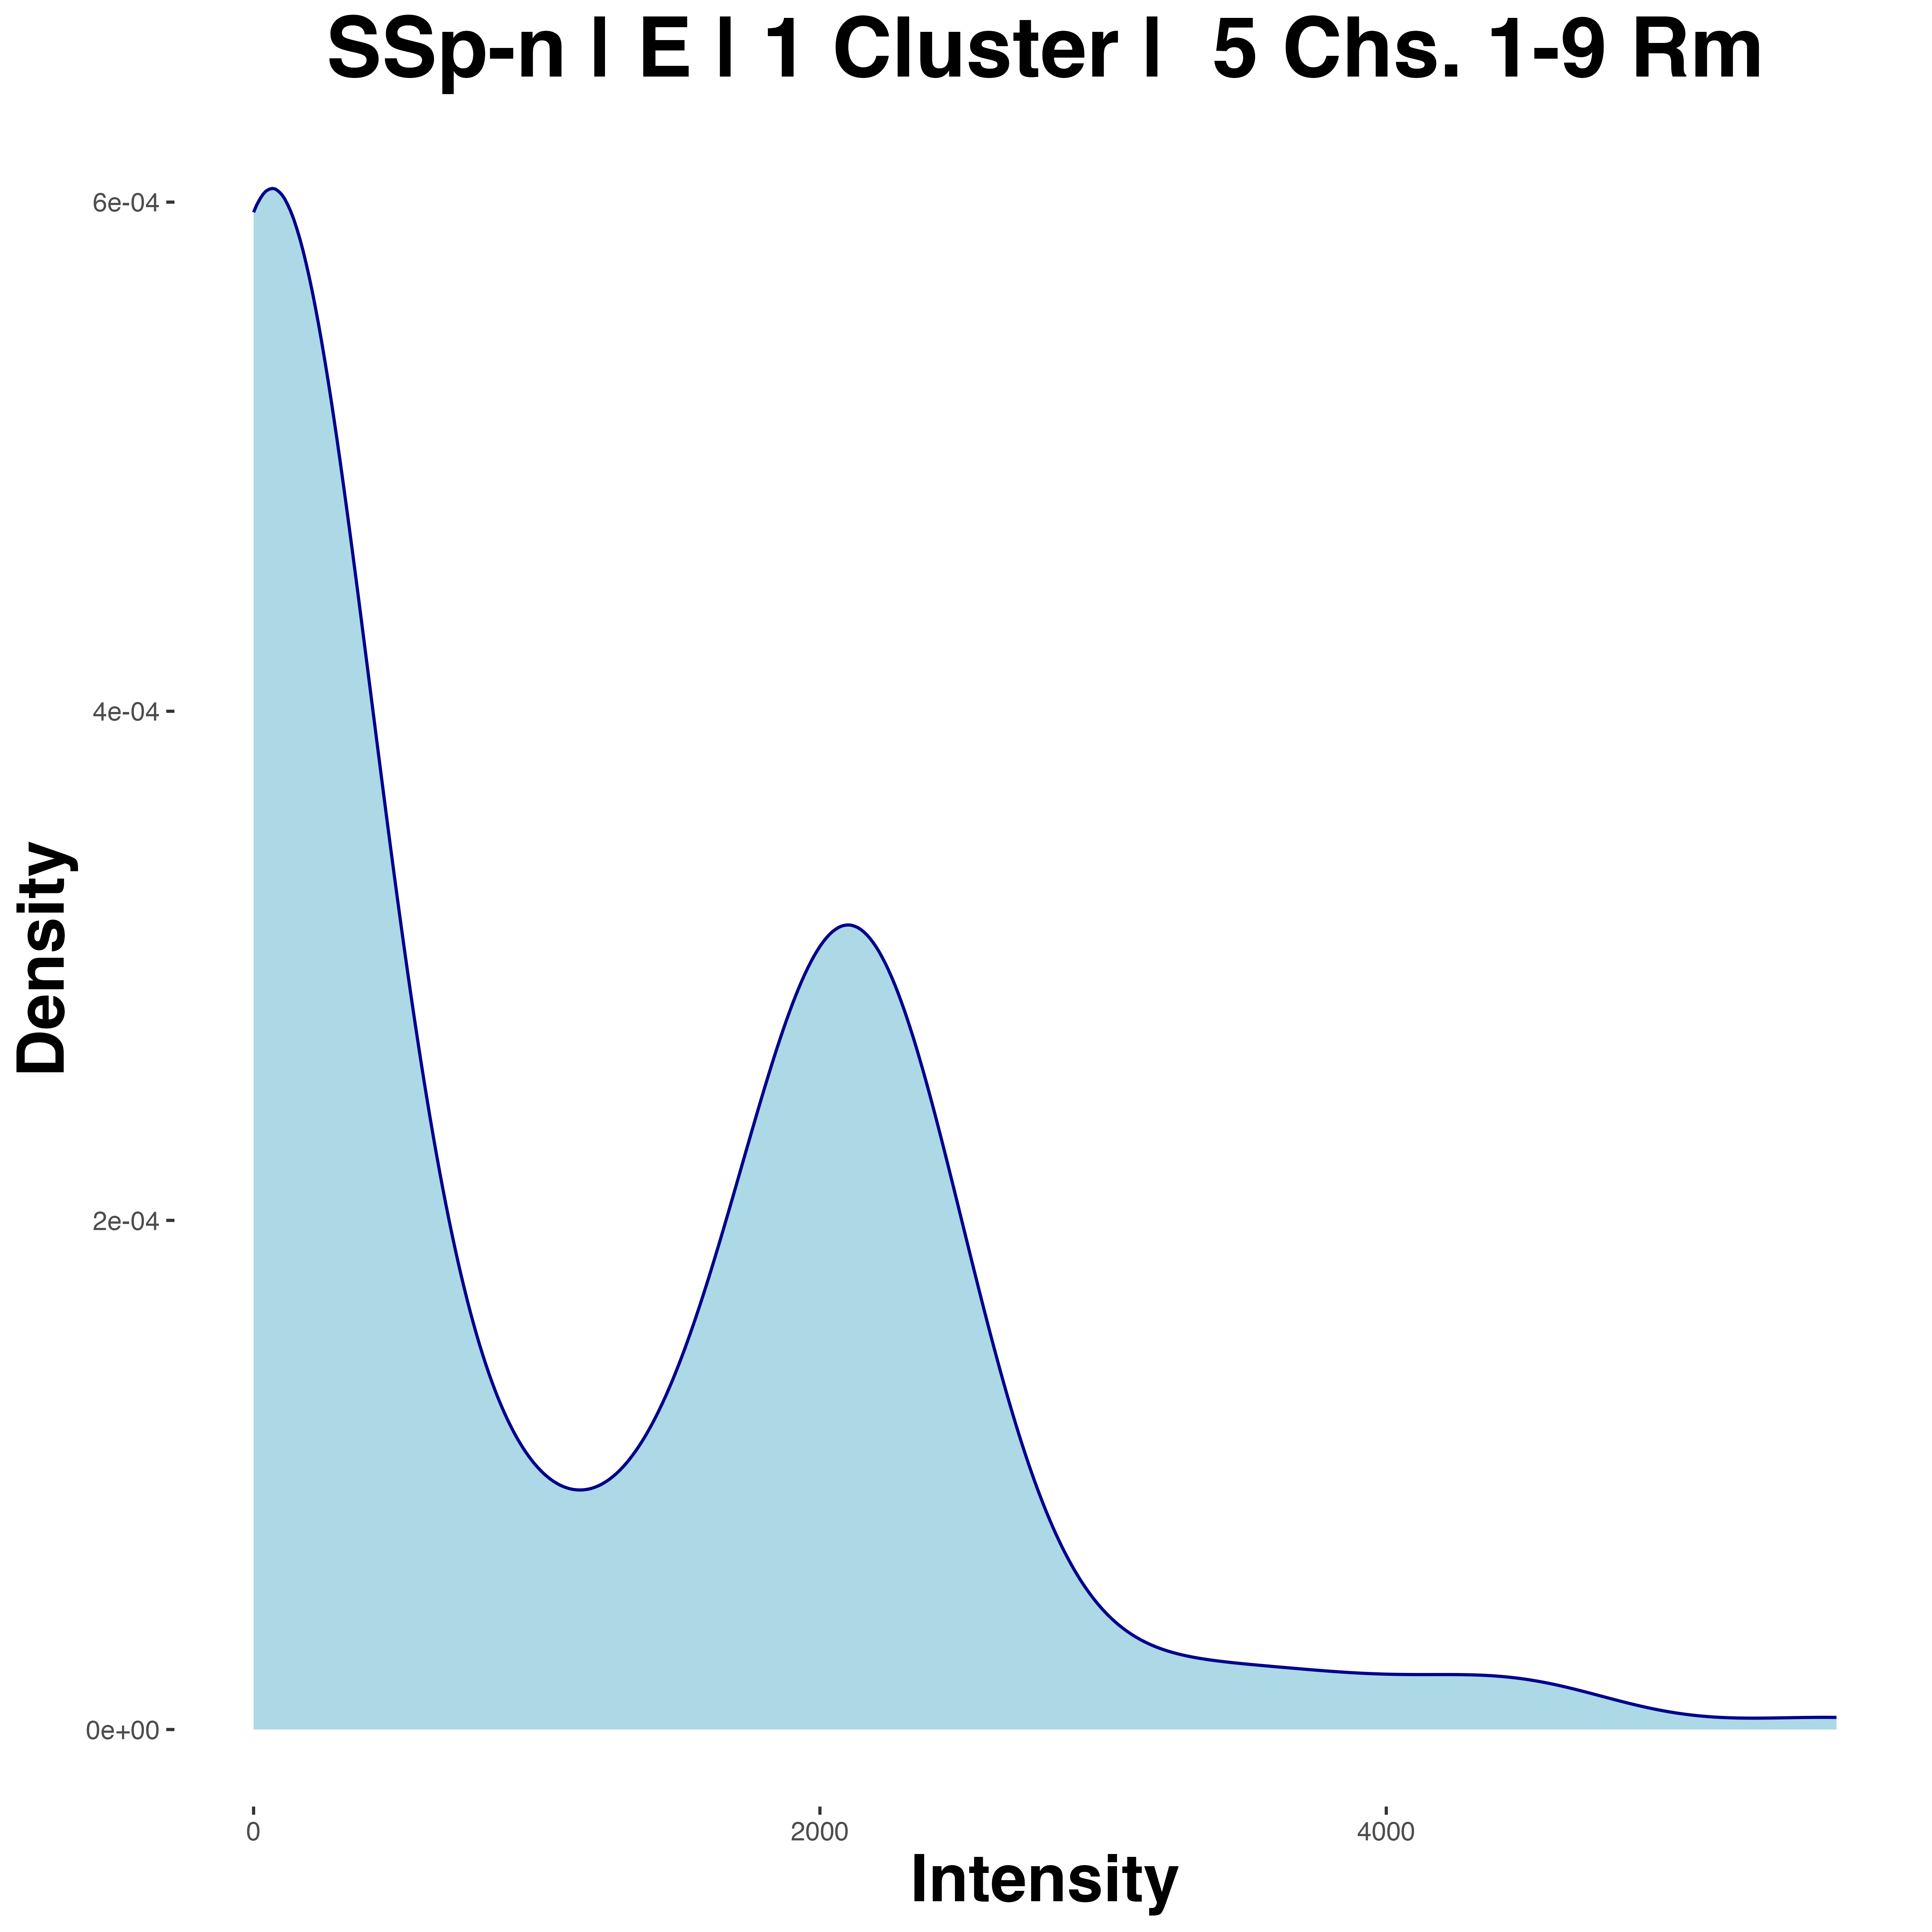 SSp-n | E | 1 Cluster |  5 Chs. 1-9 Rm
6e-04
4e-04
2e-04
0e+00
Density
0
2000
4000
Intensity